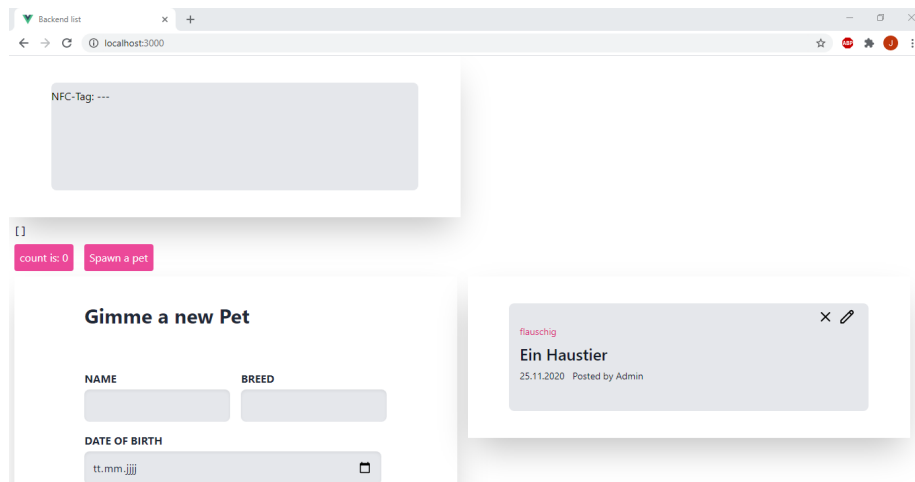 Backend list
localhost:3000
ABP
J
NFC-Tag: ---
[]
count is: 0 Spawn a pet
Gimme a new Pet
NAME BREED
DATE OF BIRTH
tt.mm.jjjj
flauschig
Ein Haustier
25.11.2020 Posted by Admin